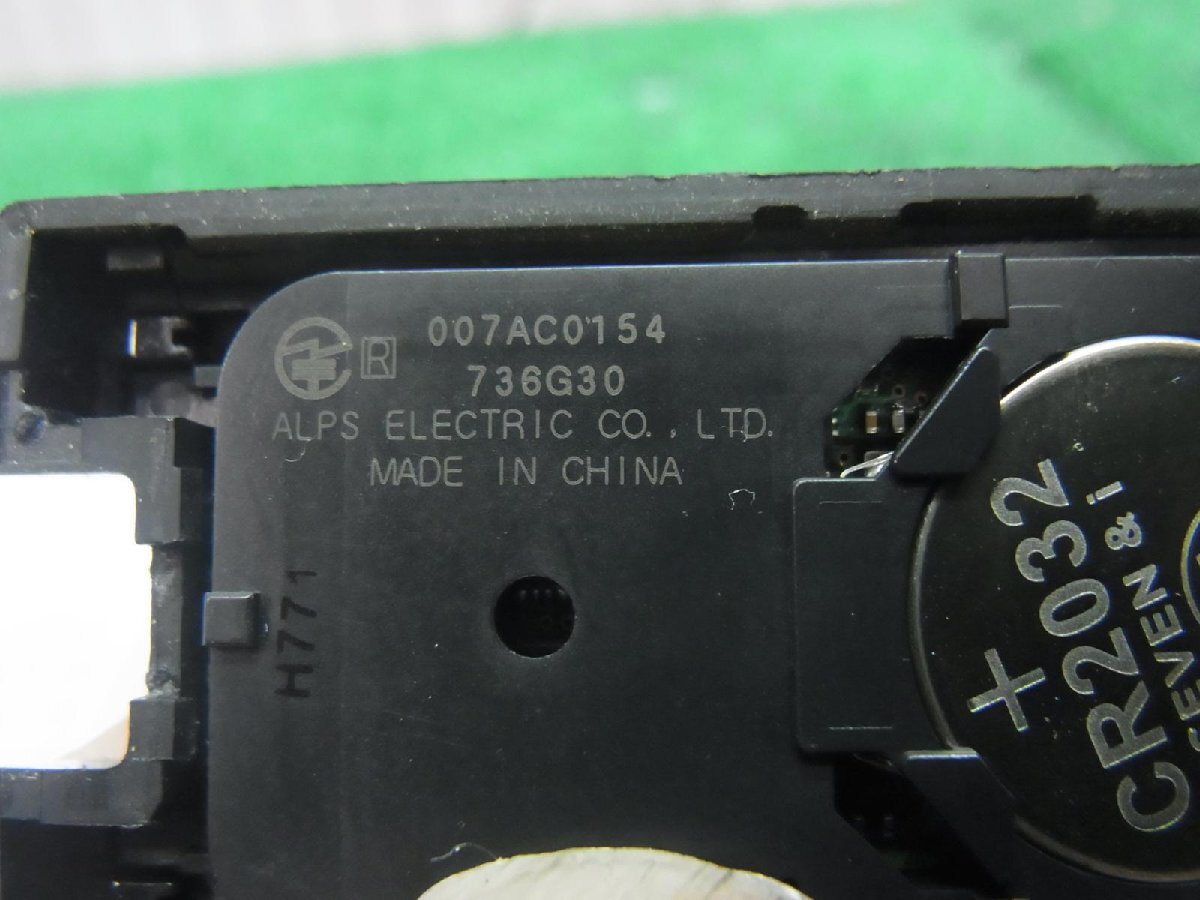 R 007AC0154
736G30
ALPS ELECTRIC CO., LTD.
MADE IN CHINA
H771
+
CR2032
SEVEN & i